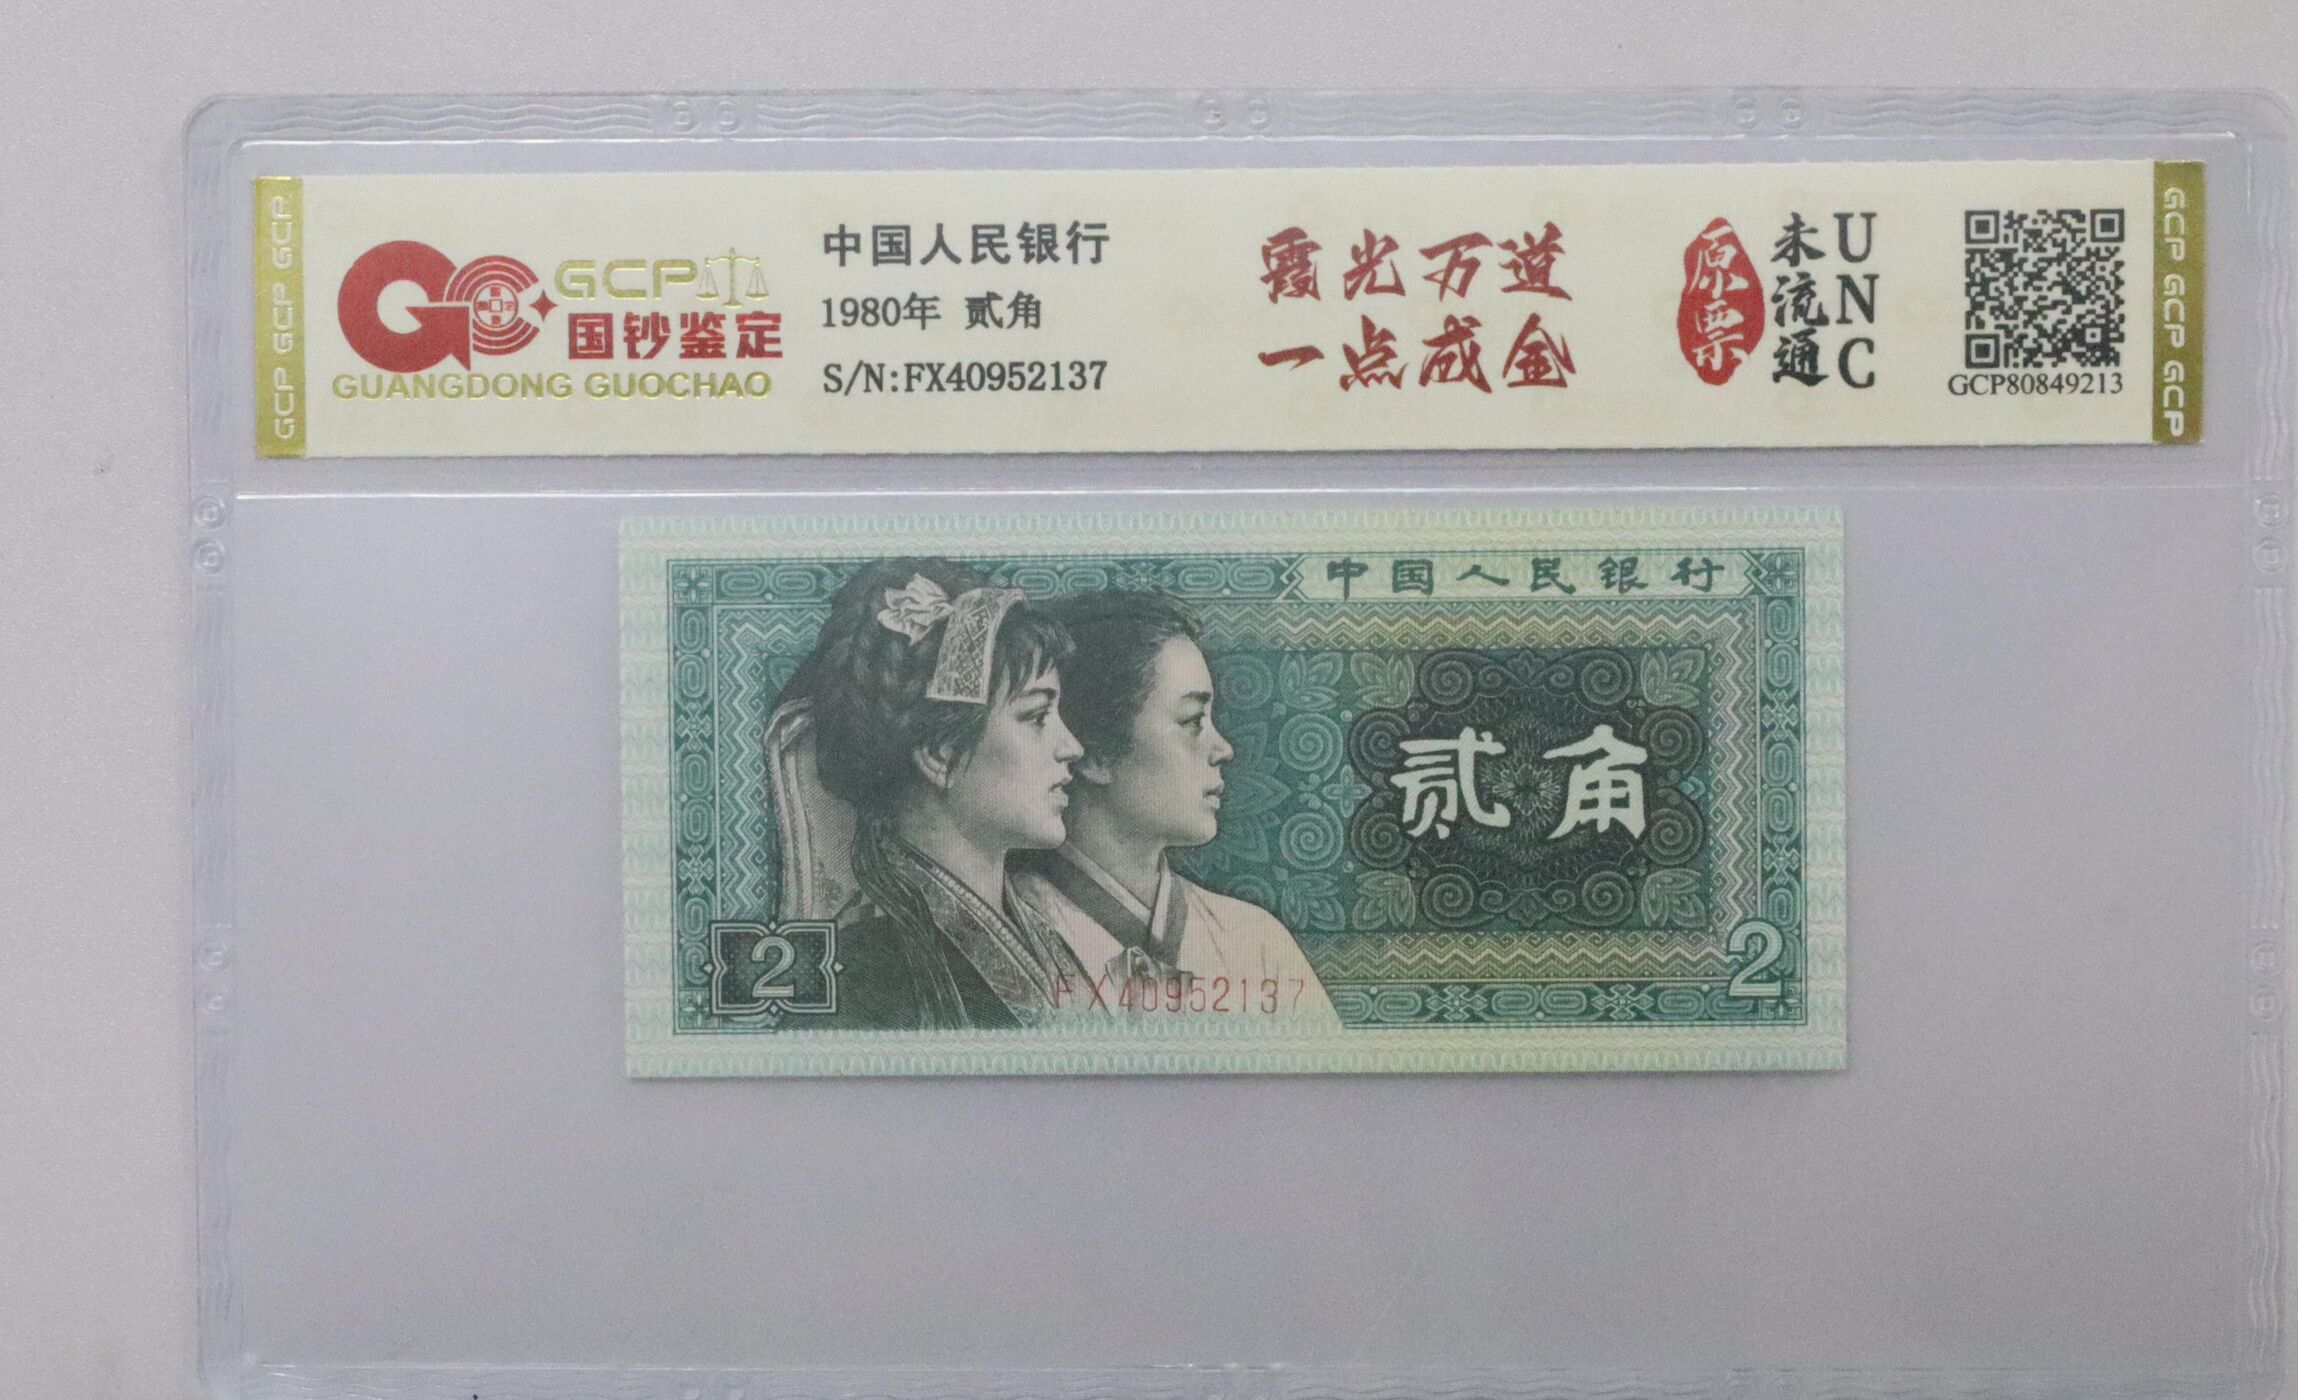 GCP GCP GCP
GCP
国钞鉴定
GUANGDONG GUOCHAO
中国人民银行
1980年 贰角
S/N:FX40952137
霞光万道
一点成金
原票
未流通
UNC
GCP80849213
GCP GCP GCP
中国人民银行
贰角
2
FX40952137
2